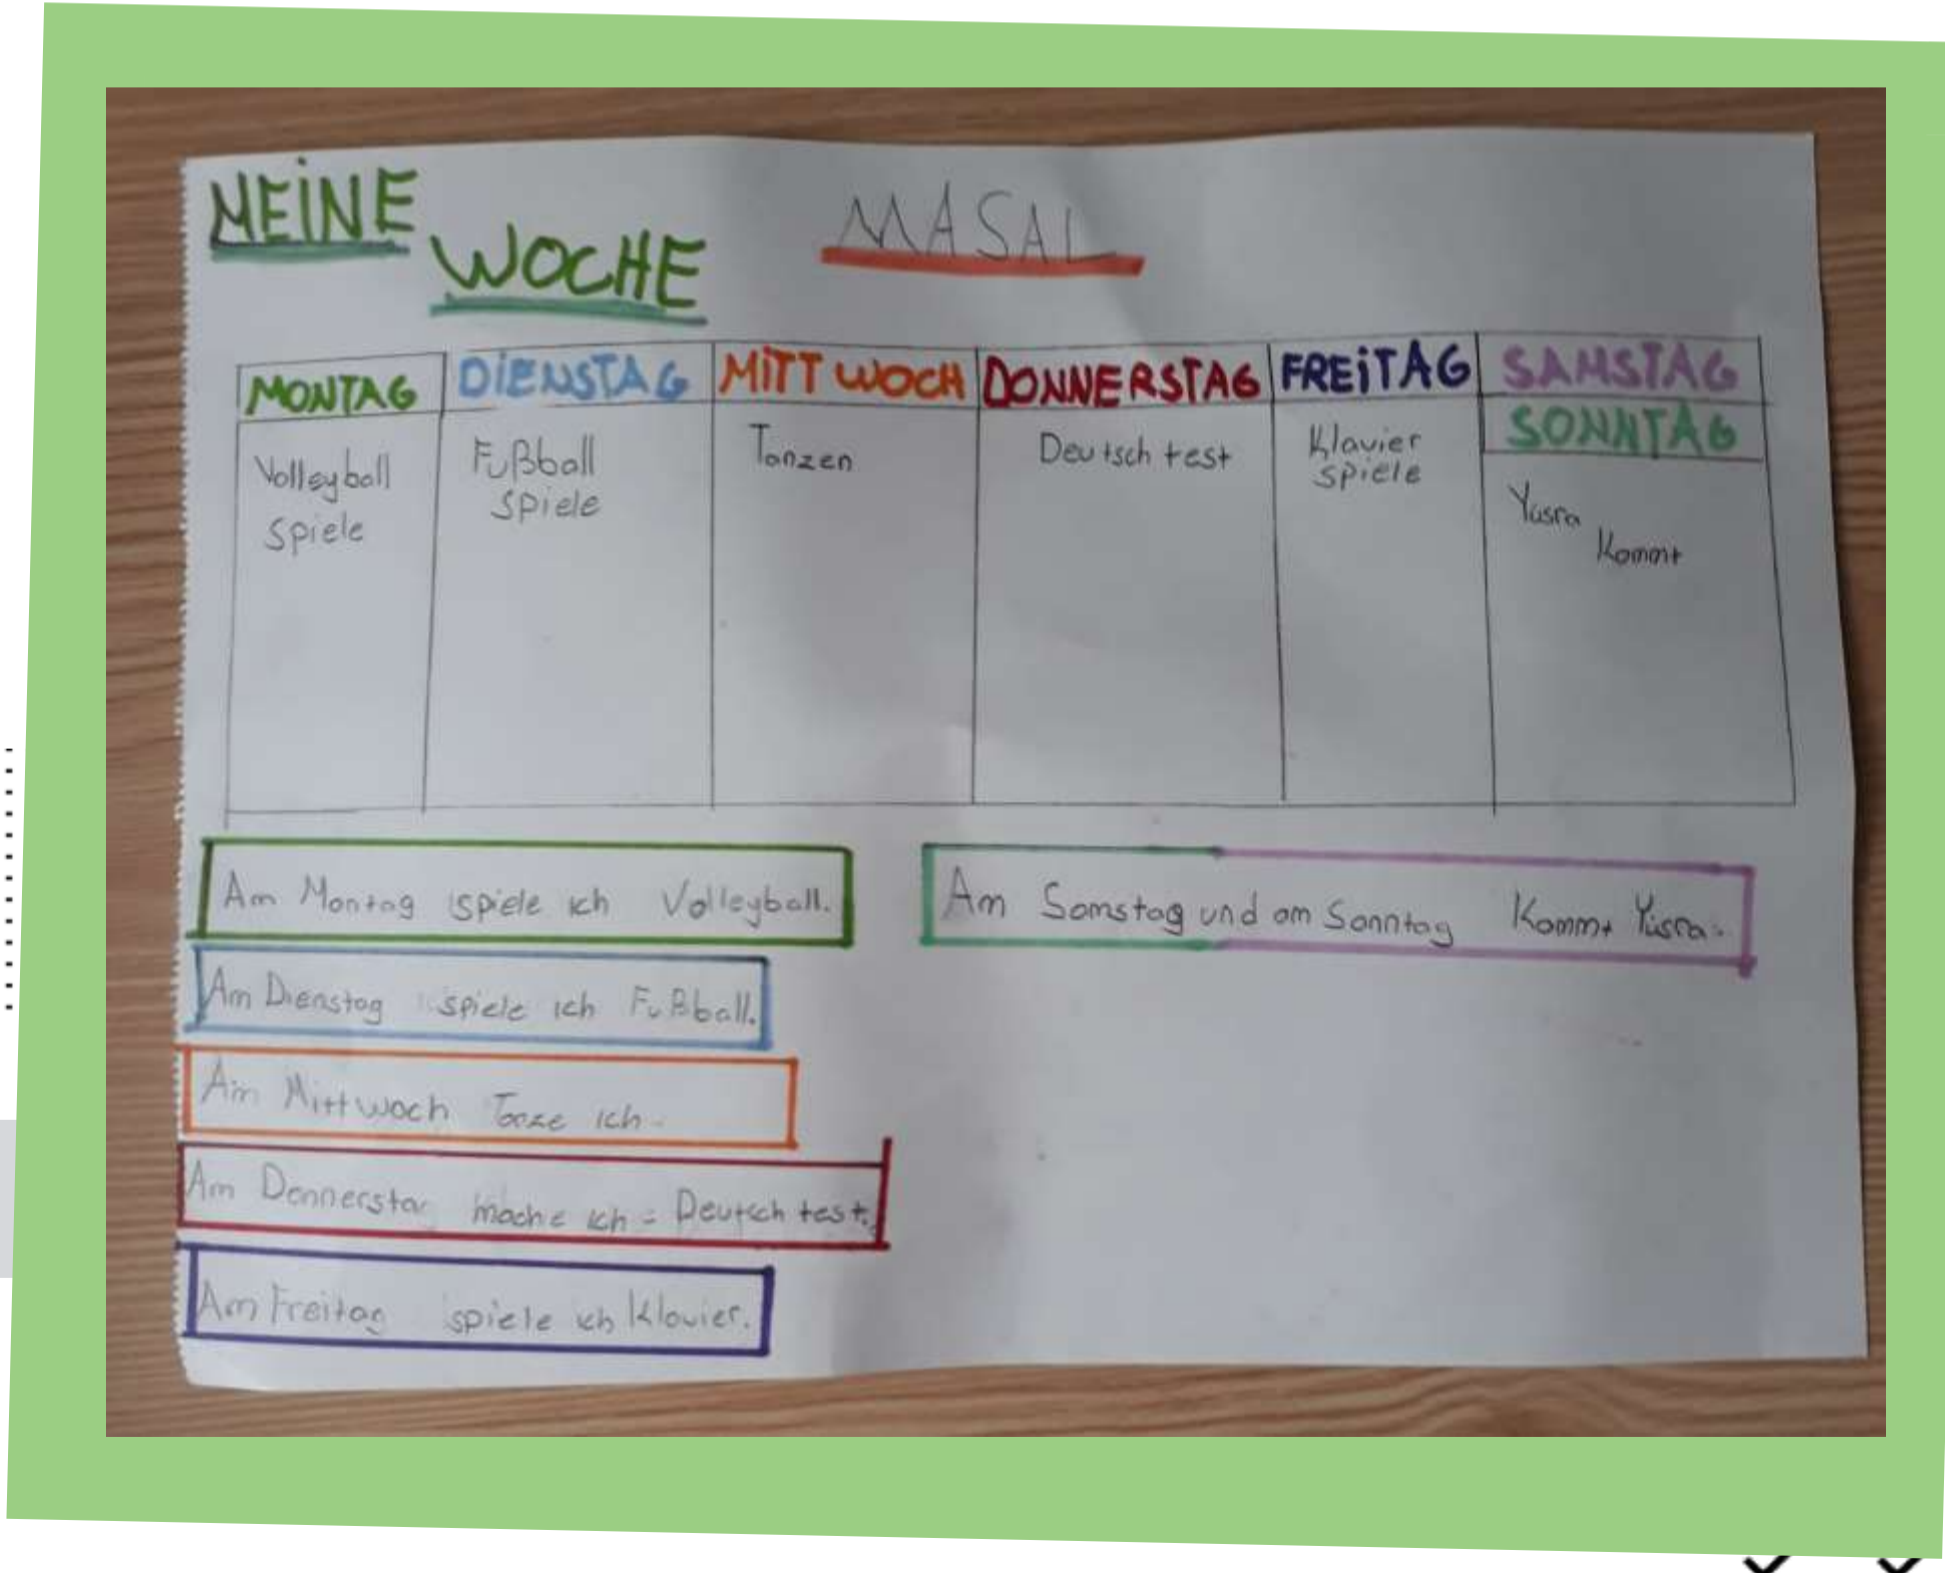 MEINE
WOCHE
MASAL
MONTAG
DIENSTAG
MITTWOCH
DONNERSTAG
FREITAG
SAMSTAG
SONNTAG
Volleyball
spiele
Fußball
spiele
Tanzen
Deutsch test
Klavier
spiele
Yüsra
Kommt
Am Montag spiele ich Volleyball.
Am Dienstag spiele ich Fußball.
Am Mittwoch Tanze ich.
Am Donnerstag mache ich Deutsch test.
Am Freitag spiele ich Klavier.
Am Samstag und am Sonntag Kommt Yüsra.